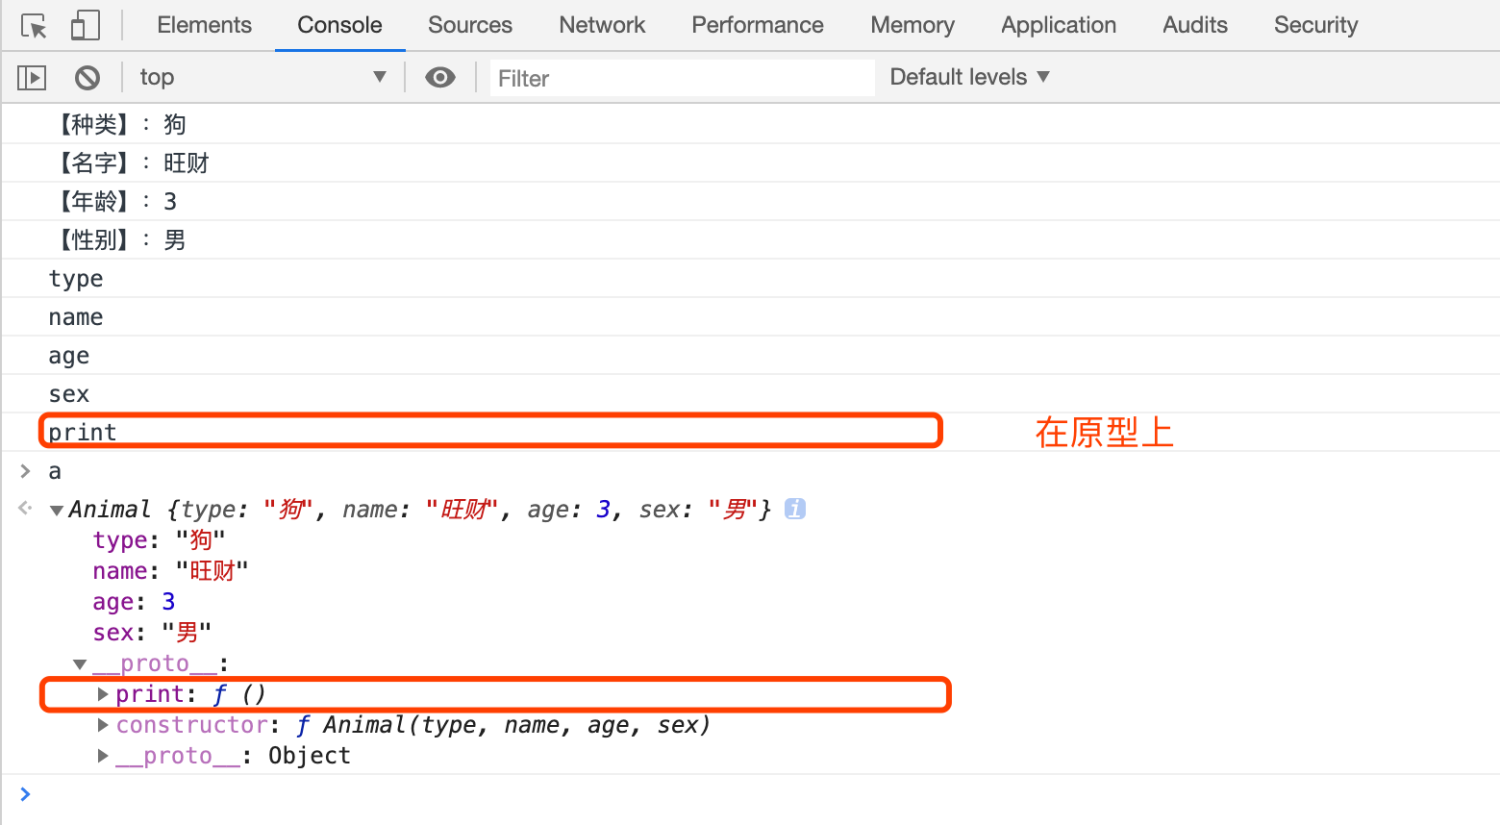 Elements Console Sources Network Performance Memory Application Audits Security
top ▼ Filter Default levels ▼
【种类】: 狗
【名字】: 旺财
【年龄】: 3
【性别】: 男
type
name
age
sex
print 在原型上
> a
Animal {type: "狗", name: "旺财", age: 3, sex: "男"} i
type: "狗"
name: "旺财"
age: 3
sex: "男"
__proto__:
print: ƒ ()
constructor: ƒ Animal(type, name, age, sex)
__proto__: Object